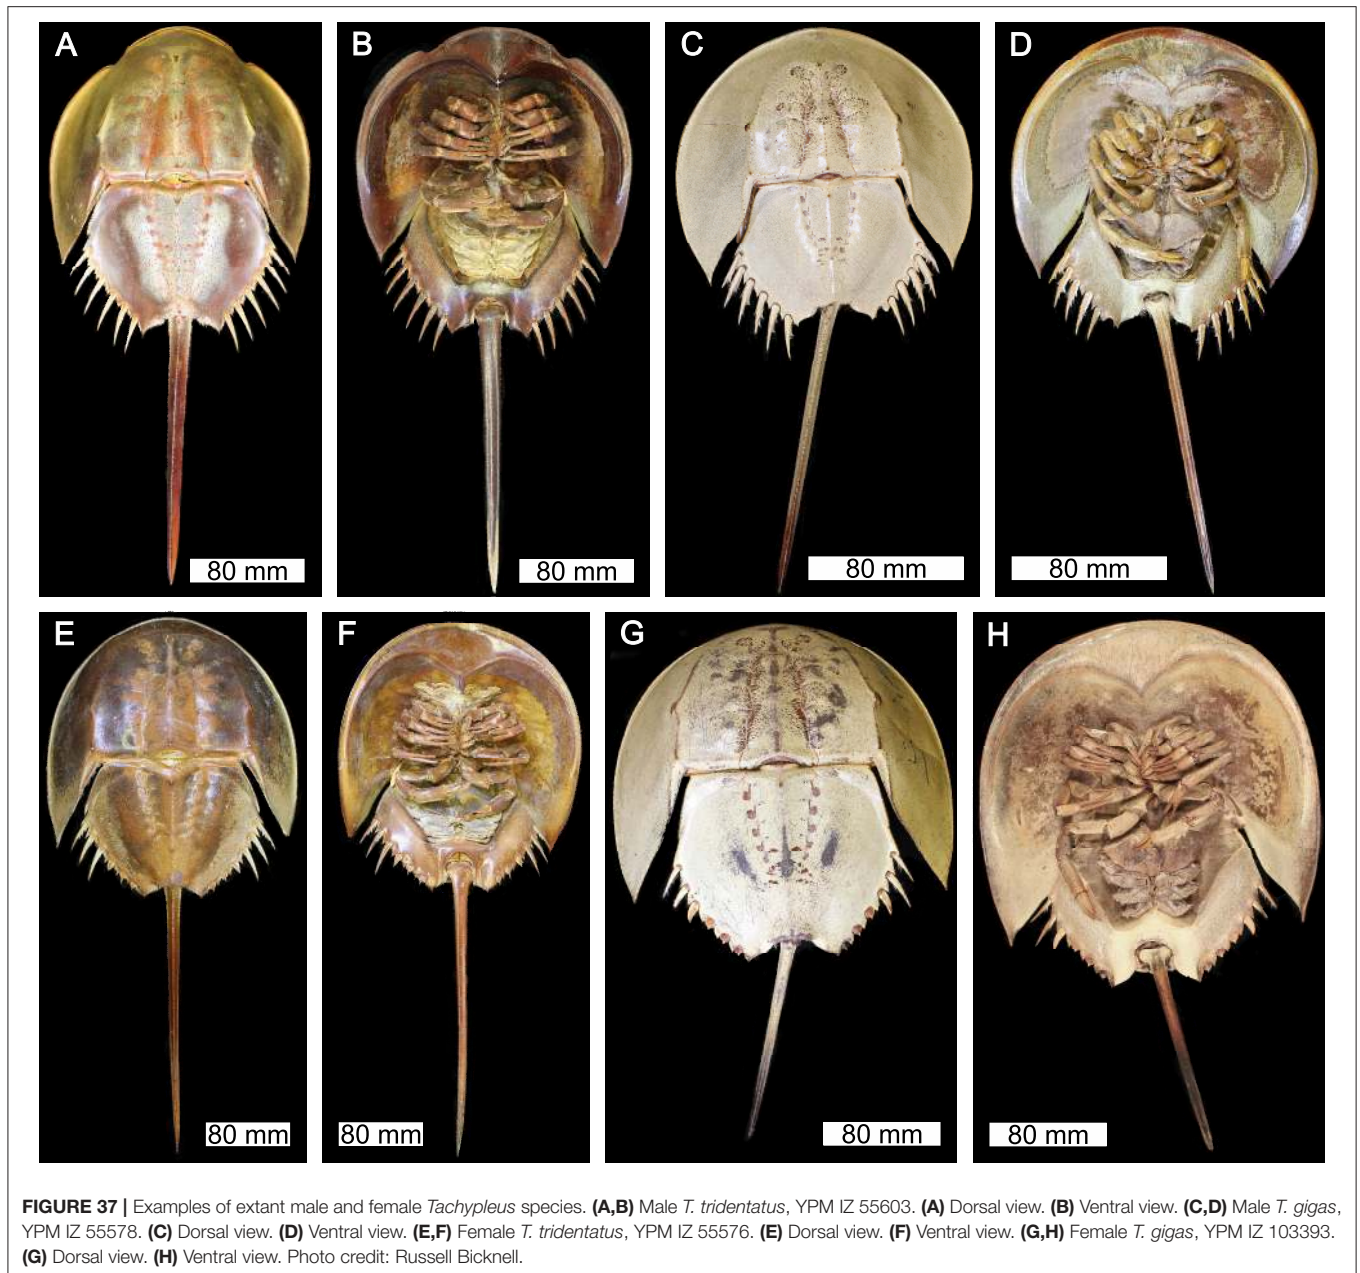 A
B
C
D
80 mm
80 mm
80 mm
80 mm
E
F
G
H
80 mm
80 mm
80 mm
80 mm
FIGURE 37 | Examples of extant male and female Tachypleus species. (A,B) Male T. tridentatus, YPM IZ 55603. (A) Dorsal view. (B) Ventral view. (C,D) Male T. gigas,
YPM IZ 55578. (C) Dorsal view. (D) Ventral view. (E,F) Female T. tridentatus, YPM IZ 55576. (E) Dorsal view. (F) Ventral view. (G,H) Female T. gigas, YPM IZ 103393.
(G) Dorsal view. (H) Ventral view. Photo credit: Russell Bicknell.